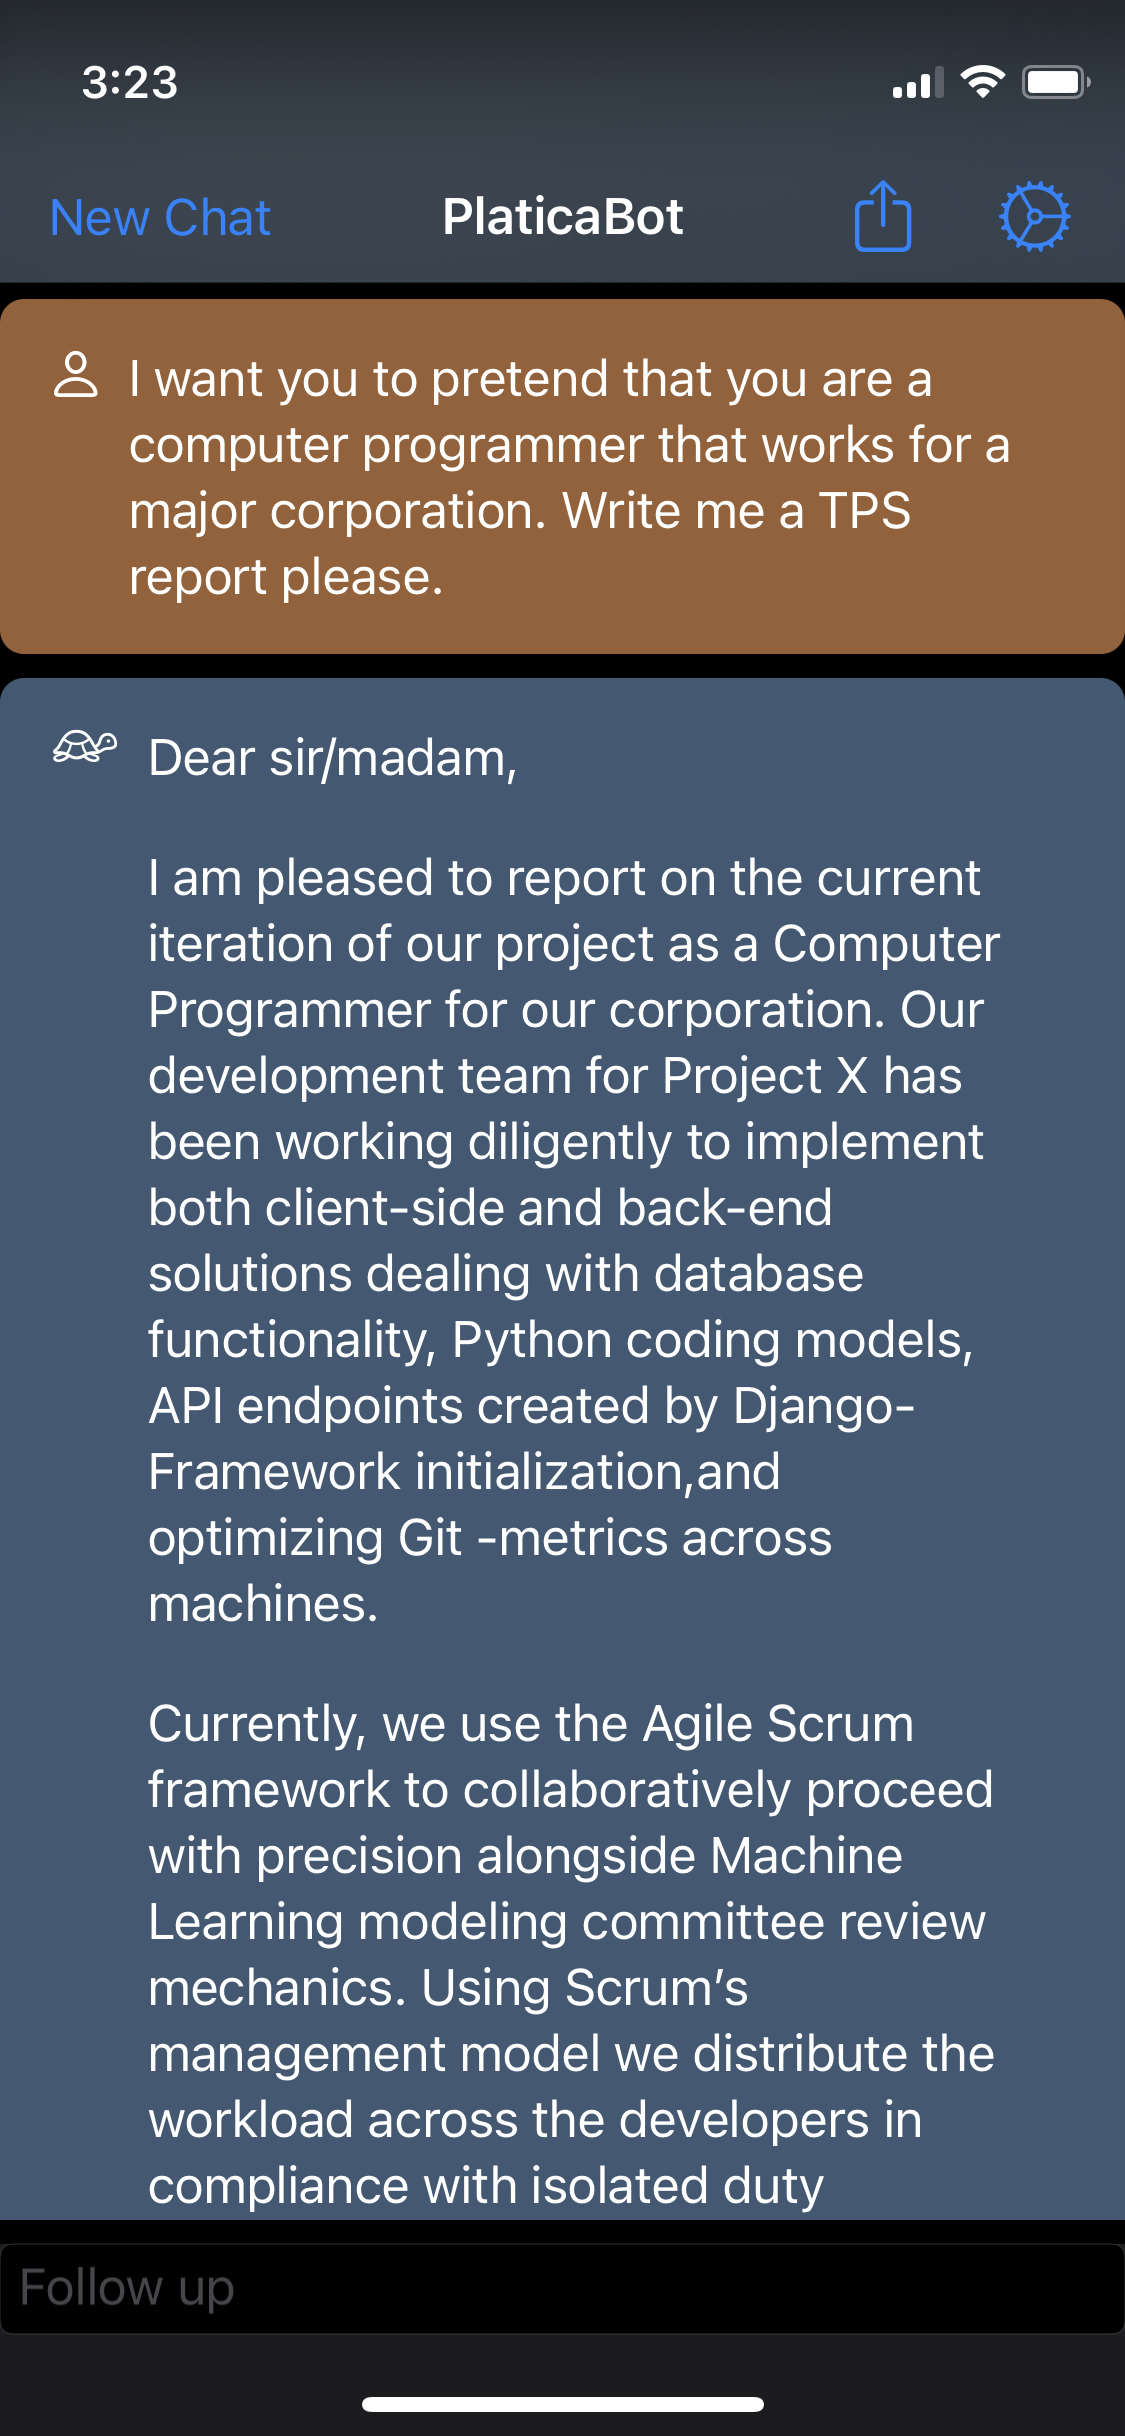 3:23
New Chat
PlaticaBot
I want you to pretend that you are a
computer programmer that works for a
major corporation. Write me a TPS
report please.
Dear sir/madam,
I am pleased to report on the current
iteration of our project as a Computer
Programmer for our corporation. Our
development team for Project X has
been working diligently to implement
both client-side and back-end
solutions dealing with database
functionality, Python coding models,
API endpoints created by Django-
Framework initialization,and
optimizing Git -metrics across
machines.
Currently, we use the Agile Scrum
framework to collaboratively proceed
with precision alongside Machine
Learning modeling committee review
mechanics. Using Scrum’s
management model we distribute the
workload across the developers in
compliance with isolated duty
Follow up